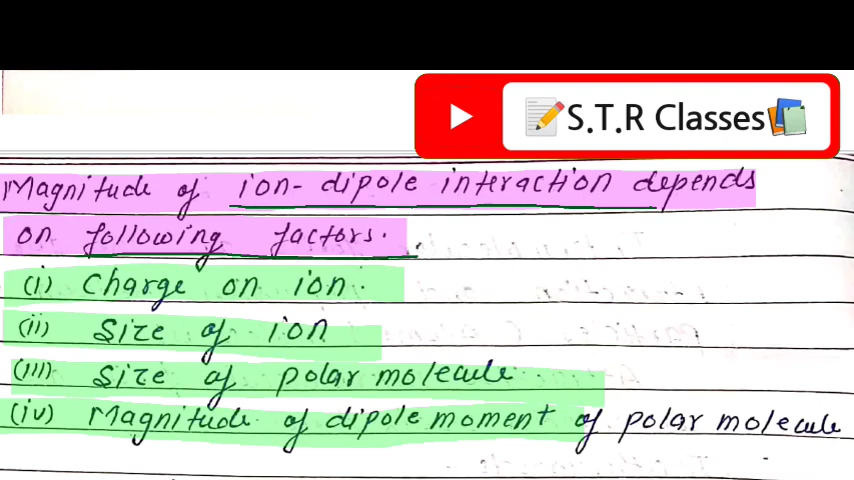 S.T.R Classes
Magnitude of ion-dipole interaction depends
on following factors.
(i) Charge on ion.
(ii) Size of ion
(iii) Size of polar molecule
(iv) Magnitude of dipole moment of polar molecule